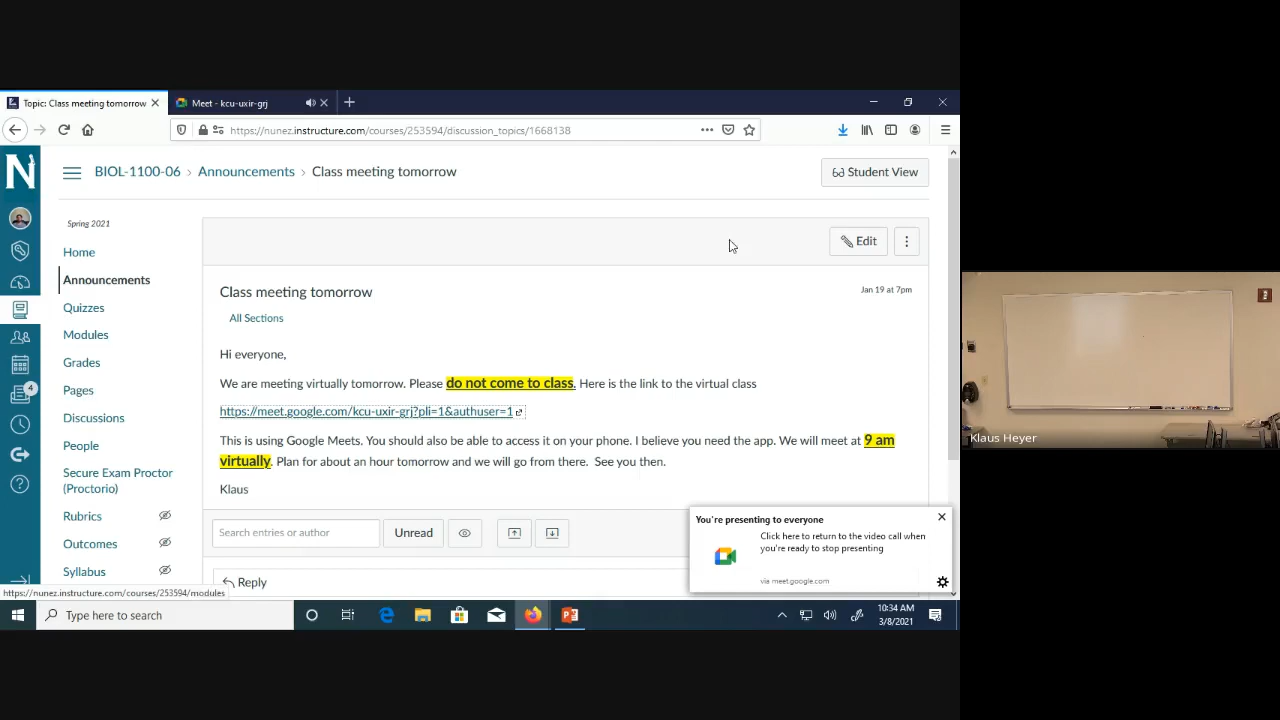 Topic: Class meeting tomorrow
Meet - kcu-uxir-grj
https://nunez.instructure.com/courses/253594/discussion_topics/1668138
N
BIOL-1100-06 › Announcements › Class meeting tomorrow
Student View
Spring 2021
Home
Announcements
Quizzes
Modules
Grades
Pages
Discussions
People
Secure Exam Proctor
(Proctorio)
Rubrics
Outcomes
Syllabus
4
Edit
Class meeting tomorrow
Jan 19 at 7pm
All Sections
Hi everyone,
We are meeting virtually tomorrow. Please do not come to class. Here is the link to the virtual class
https://meet.google.com/kcu-uxir-grj?pli=1&authuser=1
This is using Google Meets. You should also be able to access it on your phone. I believe you need the app. We will meet at 9 am
virtually. Plan for about an hour tomorrow and we will go from there. See you then.
Klaus
Search entries or author
Unread
Reply
You're presenting to everyone
Click here to return to the video call when
you're ready to stop presenting
via meet.google.com
https://nunez.instructure.com/courses/253594/modules
Type here to search
10:34 AM
3/8/2021
Klaus Heyer